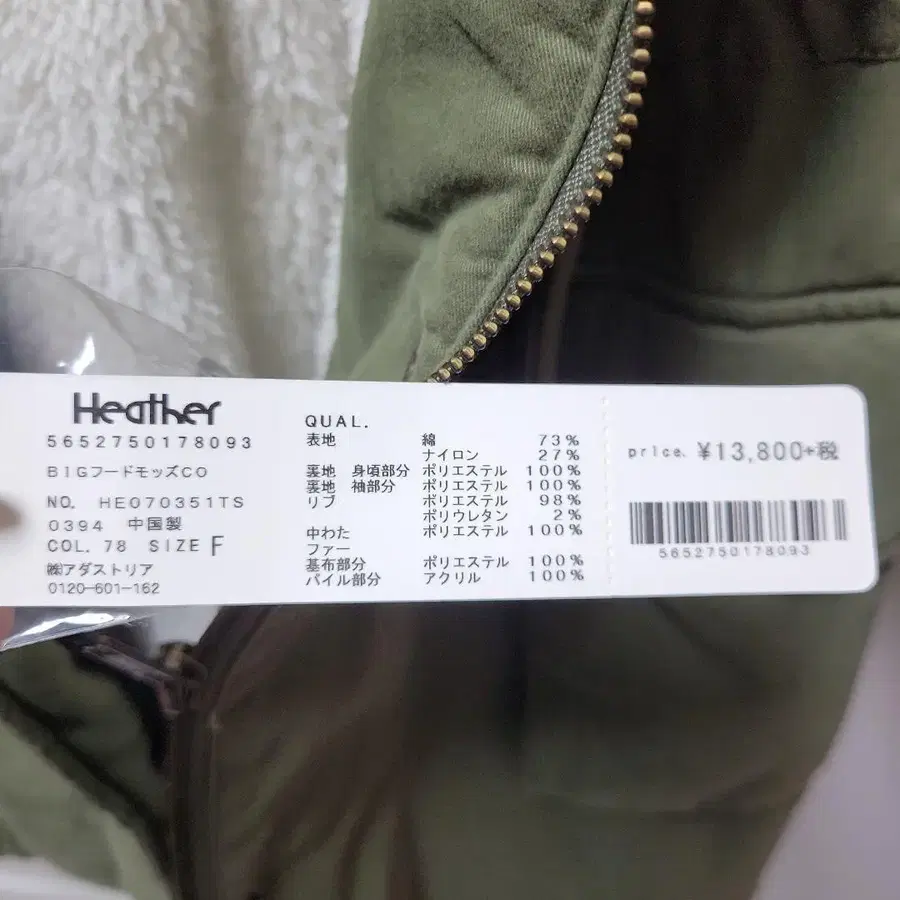 Heather
5652750178093
BIGフードモッズCO
NO. HE070351TS
0394 中国製
COL. 78 SIZE F
㈱アダストリア
0120-601-162
QUAL.
表地 綿 73%
ナイロン 27%
裏地 身頃部分 ポリエステル 100%
裏地 袖部分 ポリエステル 100%
リブ ポリエステル 98%
ポリウレタン 2%
中わた ポリエステル 100%
ファー
基布部分 ポリエステル 100%
パイル部分 アクリル 100%
price. ¥13,800+税
5652750178093